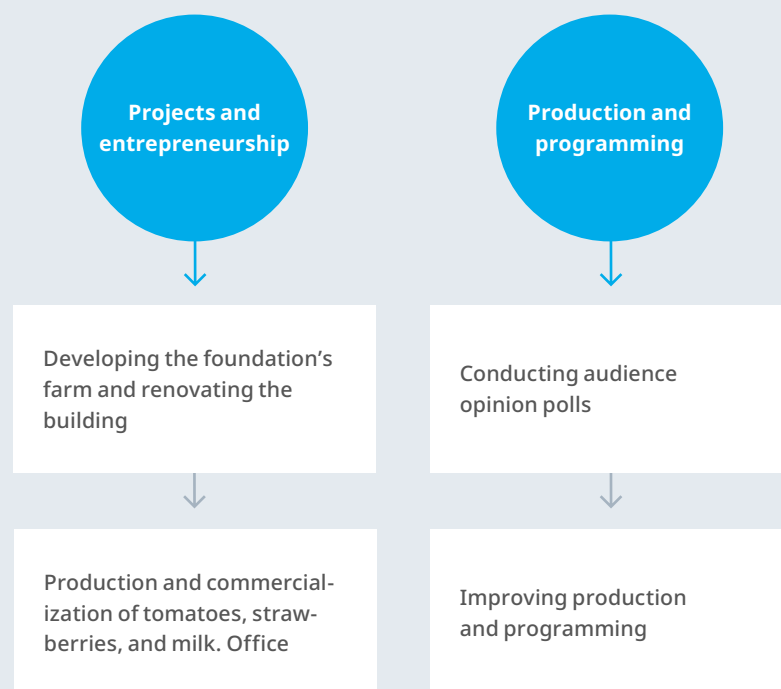 Projects and
entrepreneurship
Developing the foundation’s
farm and renovating the
building
Production and commercial-
ization of tomatoes, straw-
berries, and milk. Office
Production and
programming
Conducting audience
opinion polls
Improving production
and programming